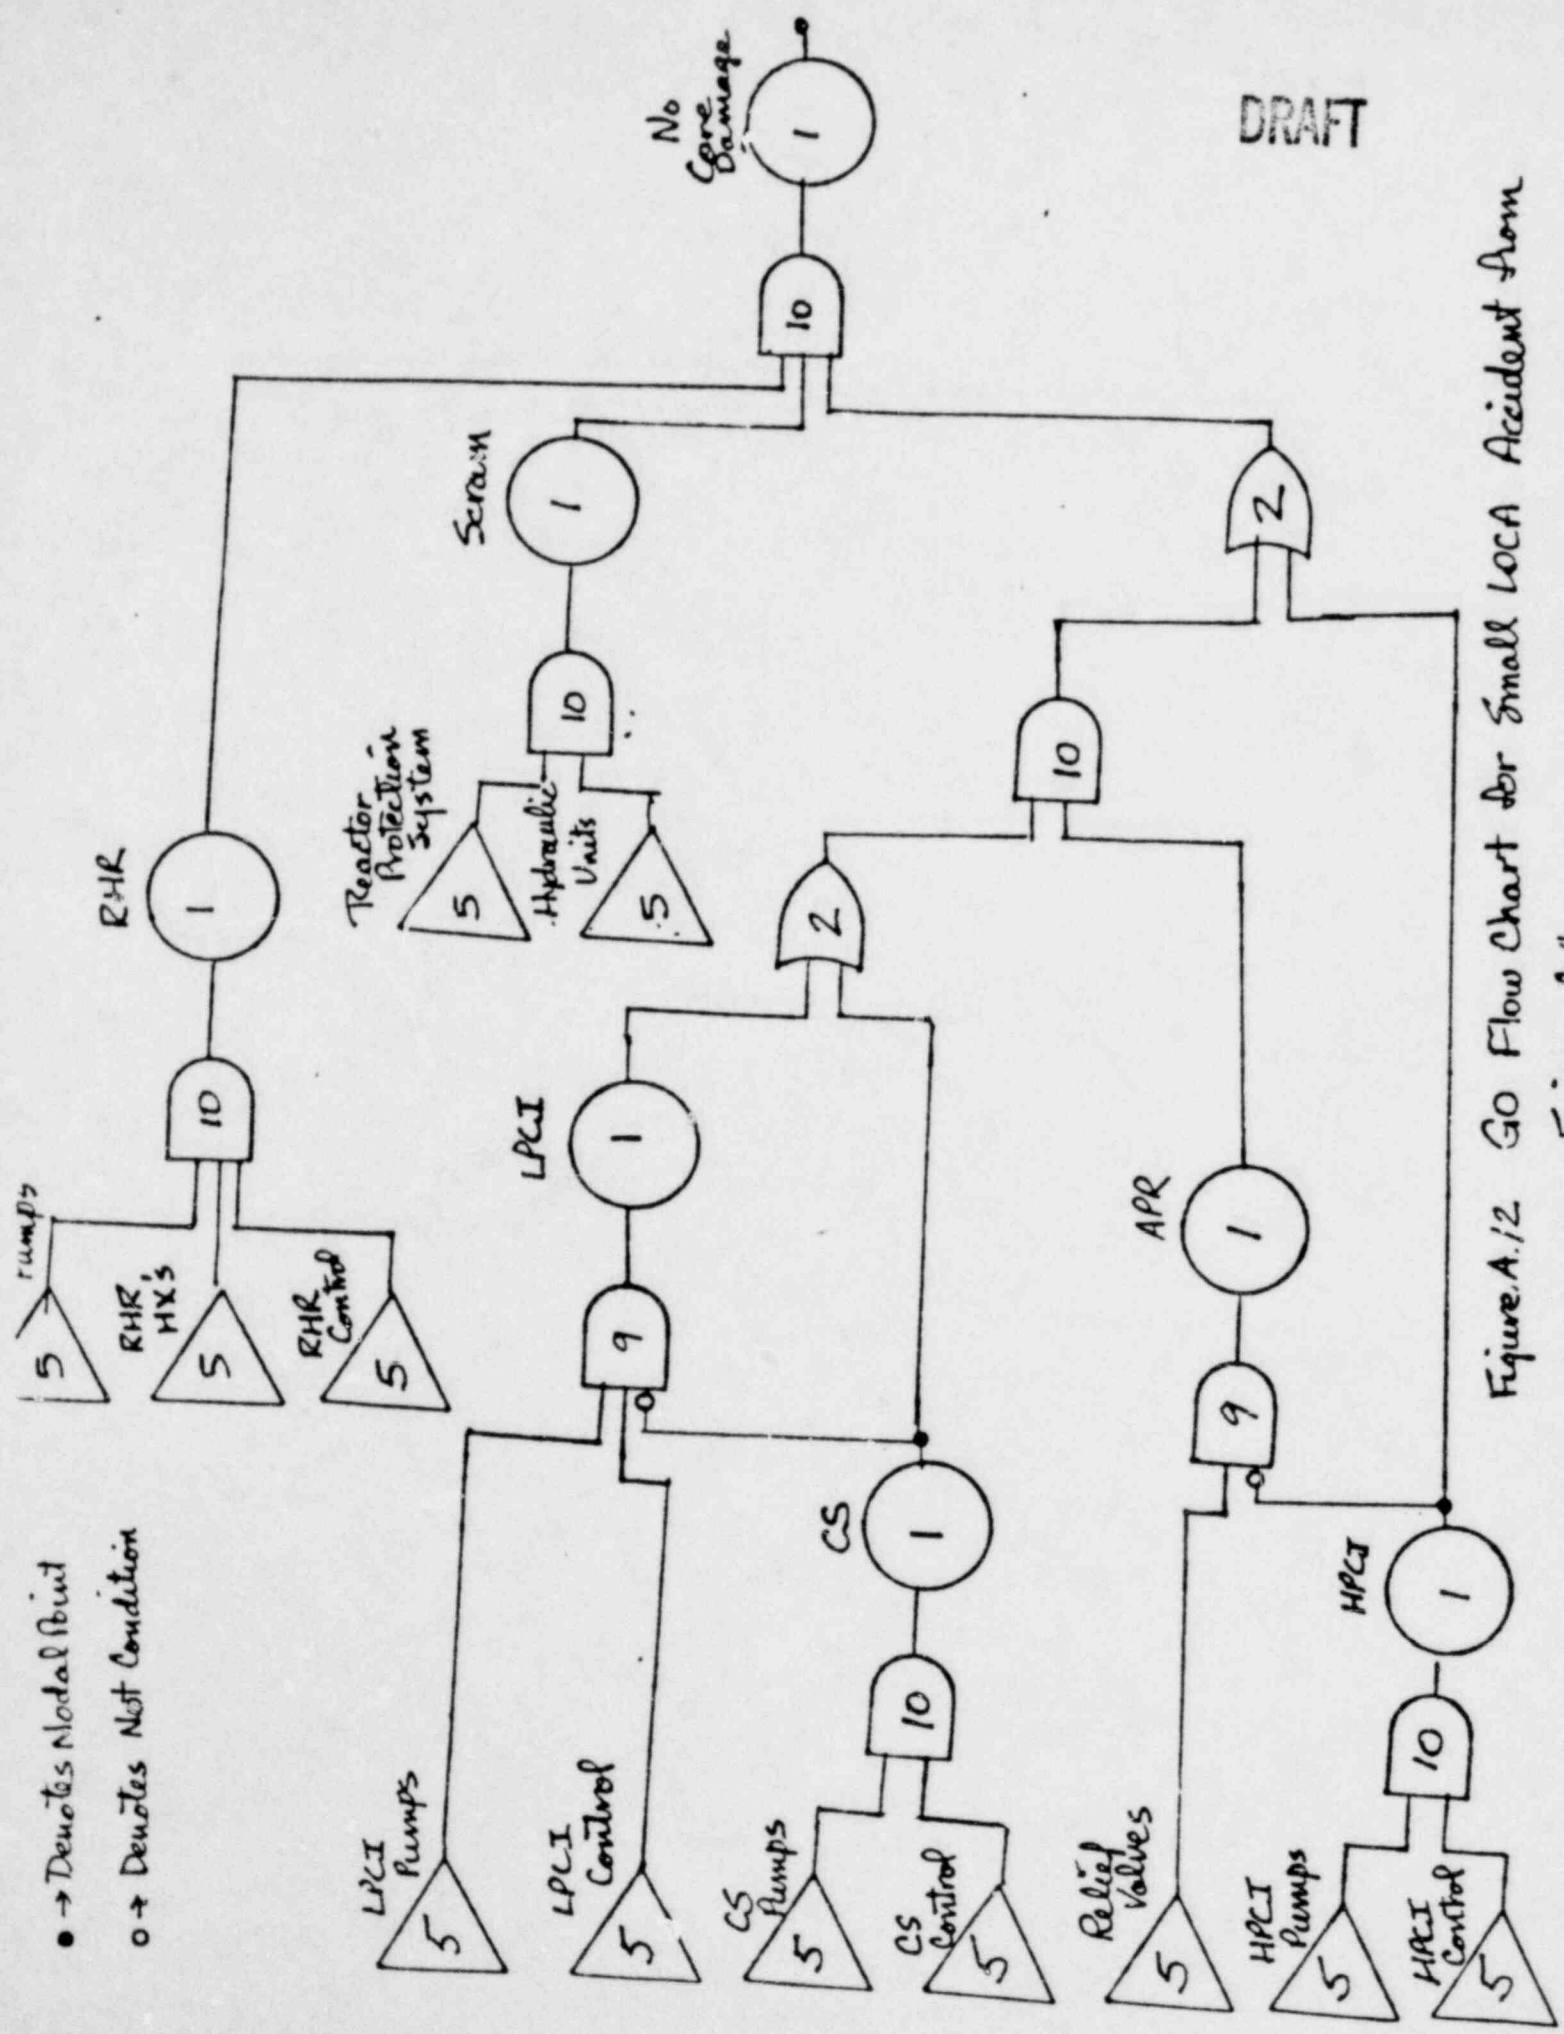 ● → Denotes Nodal Point
○ → Denotes Not Condition
5
Pumps
RHR
HX's
5
RHR
Control
5
10
RHR
1
Reactor
Protection
System
5
Hydraulic
Units
5
10
Scram
1
LPCI
Pumps
5
LPCI
Control
5
9
LPCI
1
CS
Pumps
5
CS
Control
5
10
CS
1
2
Relief
Valves
5
9
APR
1
10
HPCI
Pumps
5
HPCI
Control
5
10
HPCI
1
2
10
No
Core
Damage
1
DRAFT
Figure A.12 GO Flow Chart for Small LOCA Accident from